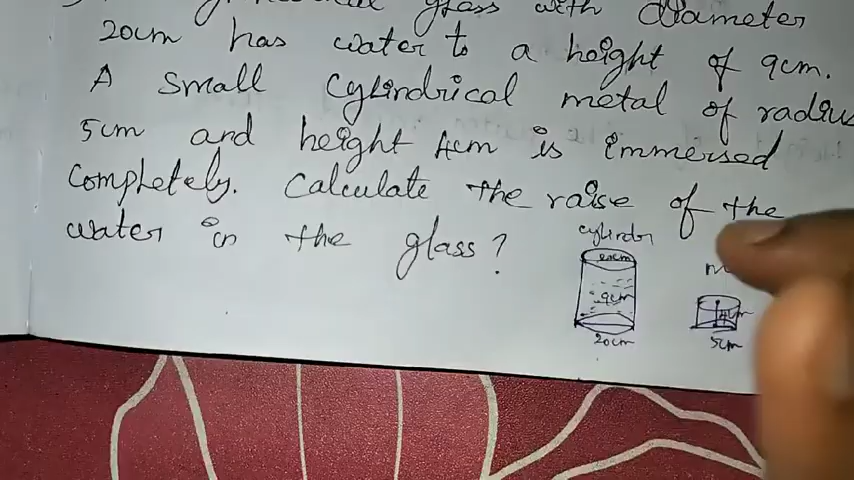 glass with diameter
20cm has water to a height of 9cm.
A small cylindrical metal of radius
5cm and height 4cm is immersed
completely. Calculate the raise of the
water in the glass?
cylinder
20cm
9cm
4cm
20cm
5cm